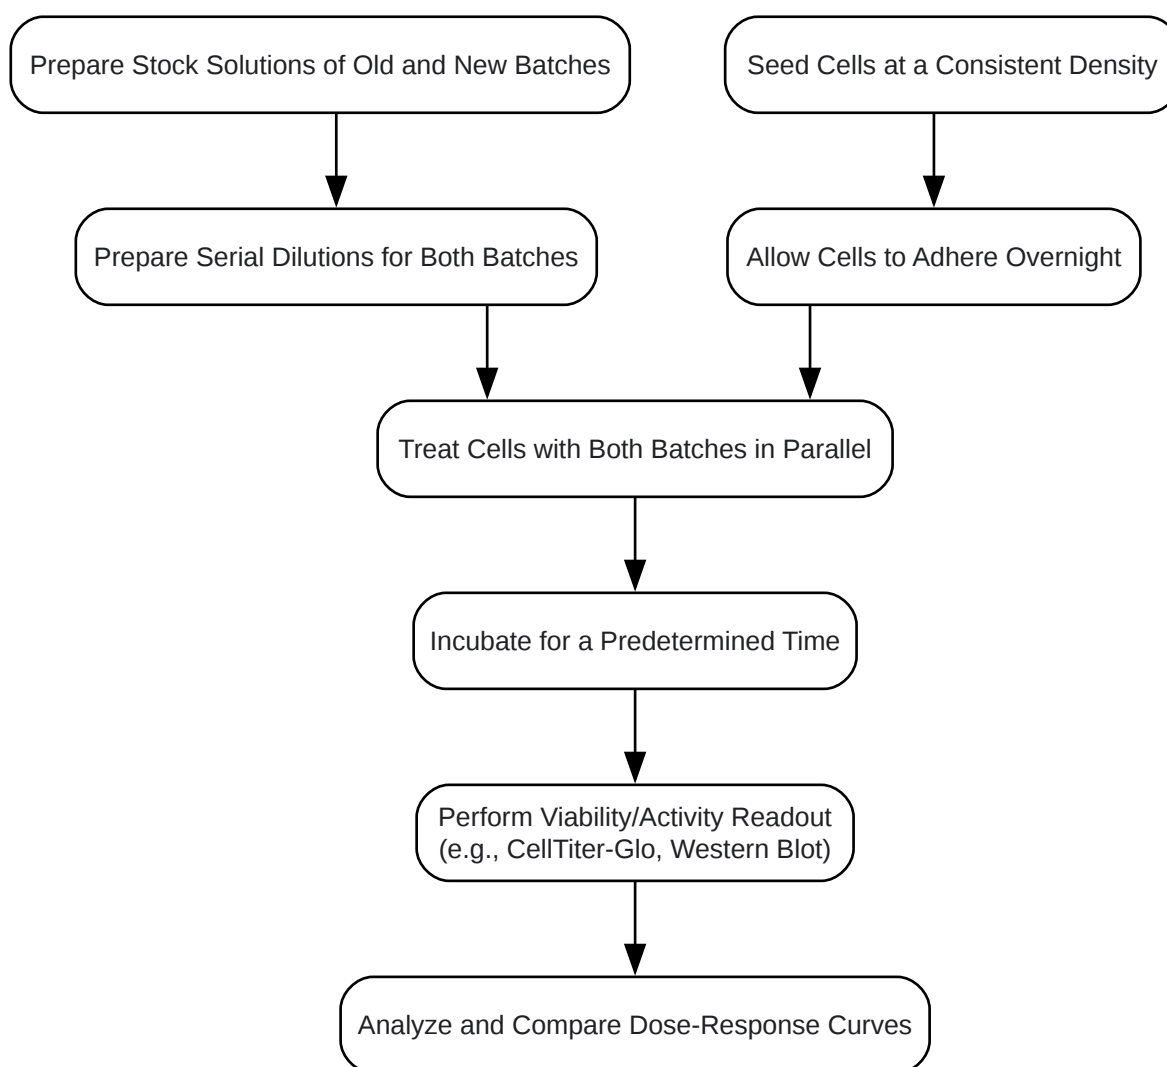 Prepare Stock Solutions of Old and New Batches
Seed Cells at a Consistent Density
Prepare Serial Dilutions for Both Batches
Allow Cells to Adhere Overnight
Treat Cells with Both Batches in Parallel
Incubate for a Predetermined Time
Perform Viability/Activity Readout
(e.g., CellTiter-Glo, Western Blot)
Analyze and Compare Dose-Response Curves